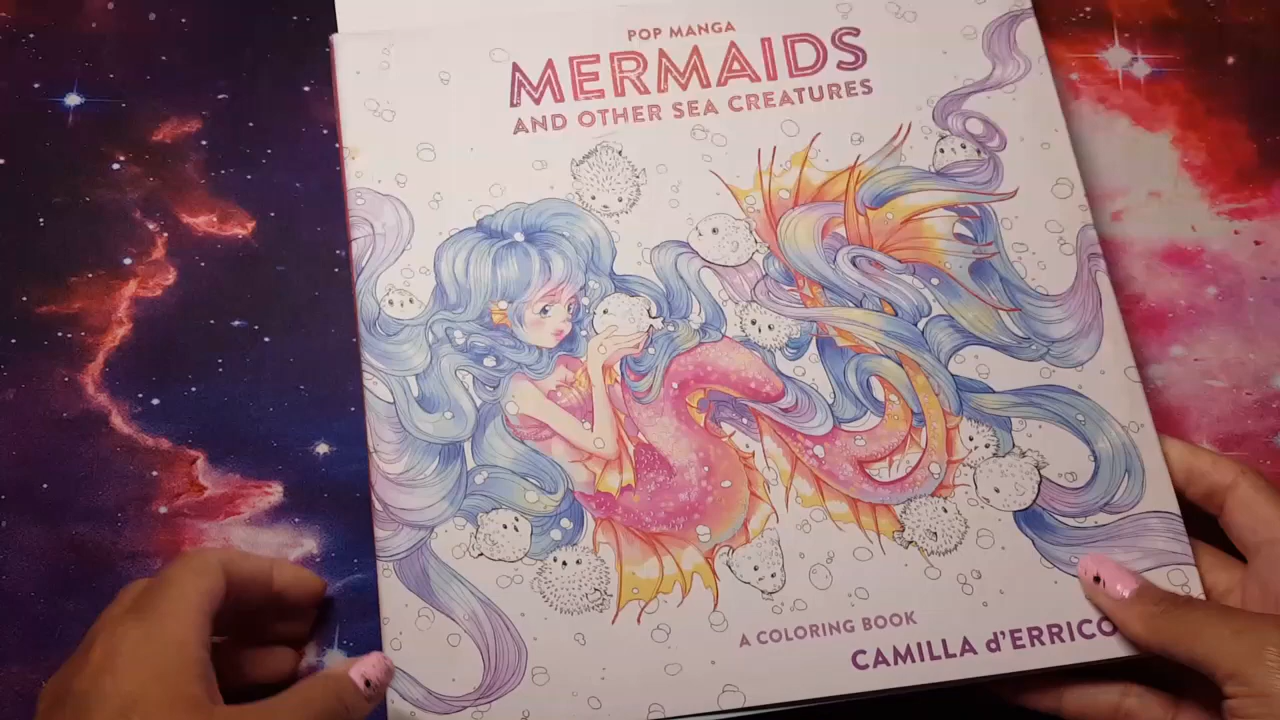 POP MANGA
MERMAIDS
AND OTHER SEA CREATURES
A COLORING BOOK
CAMILLA d'ERRICO